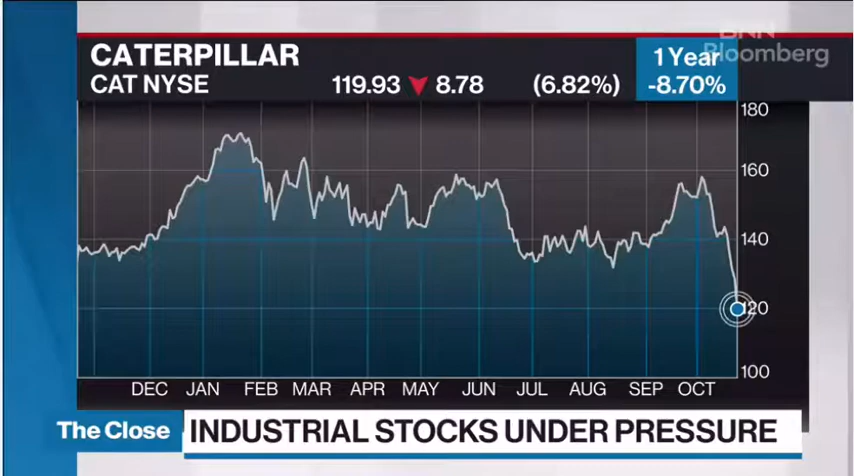 BNN
Bloomberg
CATERPILLAR
CAT NYSE
119.93 ▼ 8.78 (6.82%)
1 Year
-8.70%
180
160
140
120
100
DEC JAN FEB MAR APR MAY JUN JUL AUG SEP OCT
The Close
INDUSTRIAL STOCKS UNDER PRESSURE